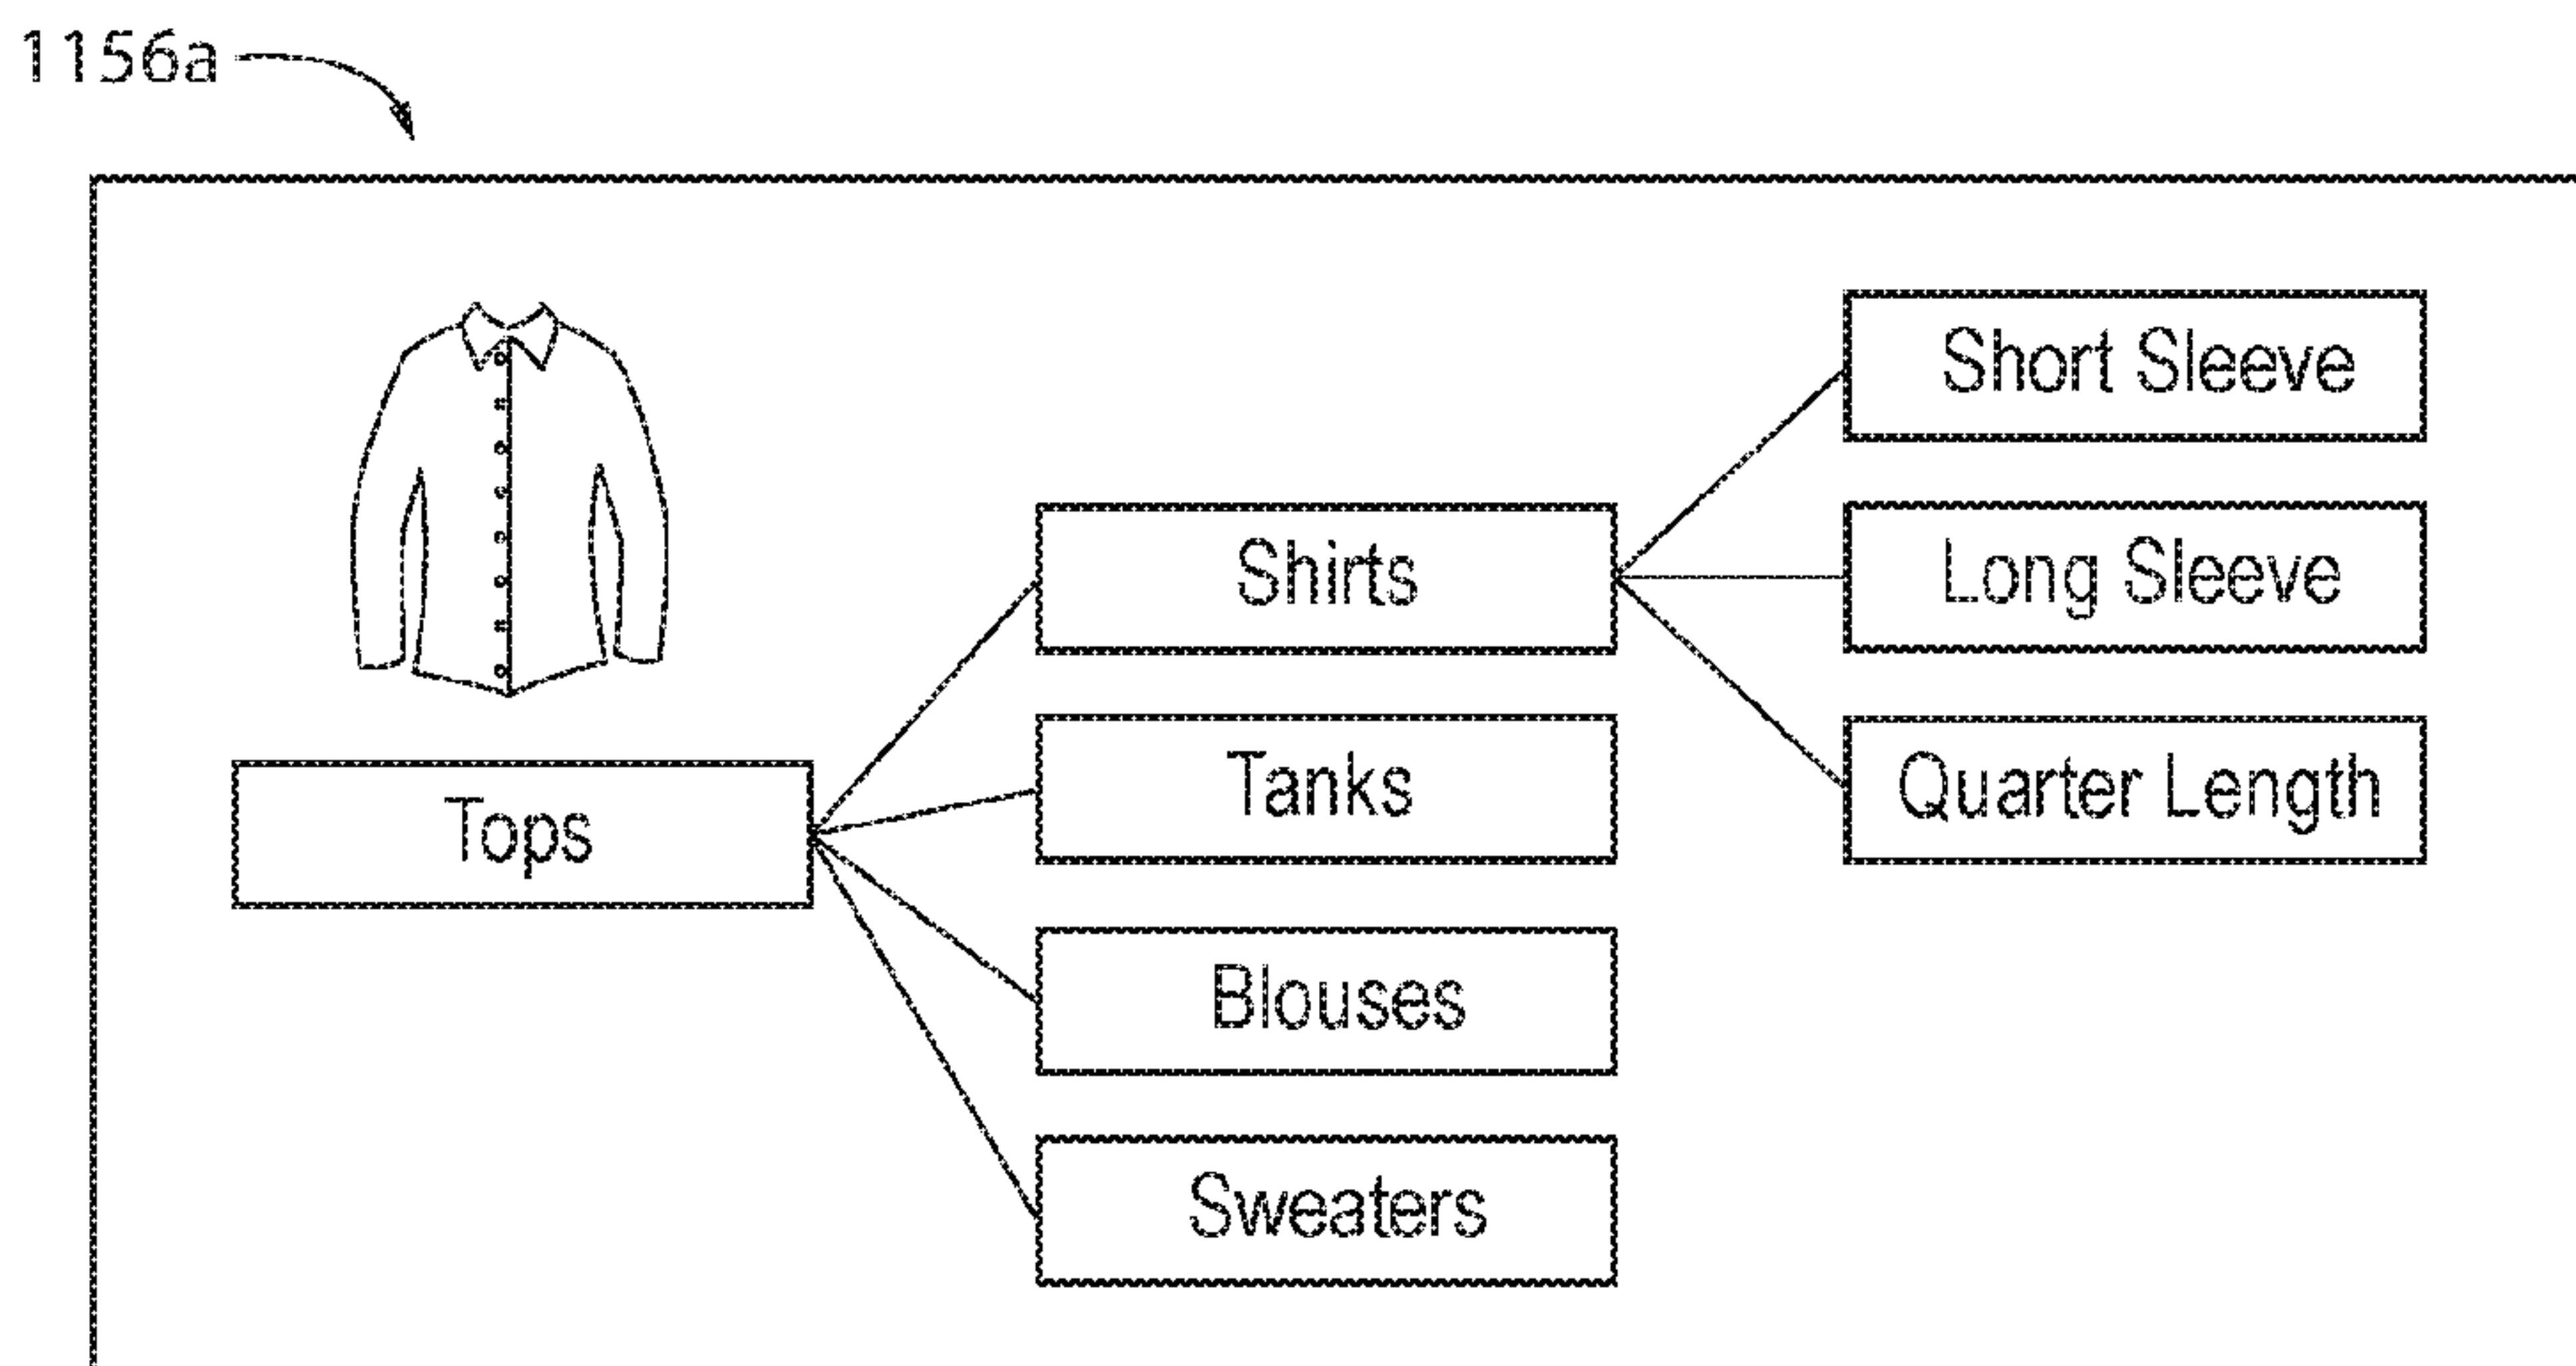 1156a
Short Sleeve
Shirts
Long Sleeve
Tops
Tanks
Quarter Length
Blouses
Sweaters